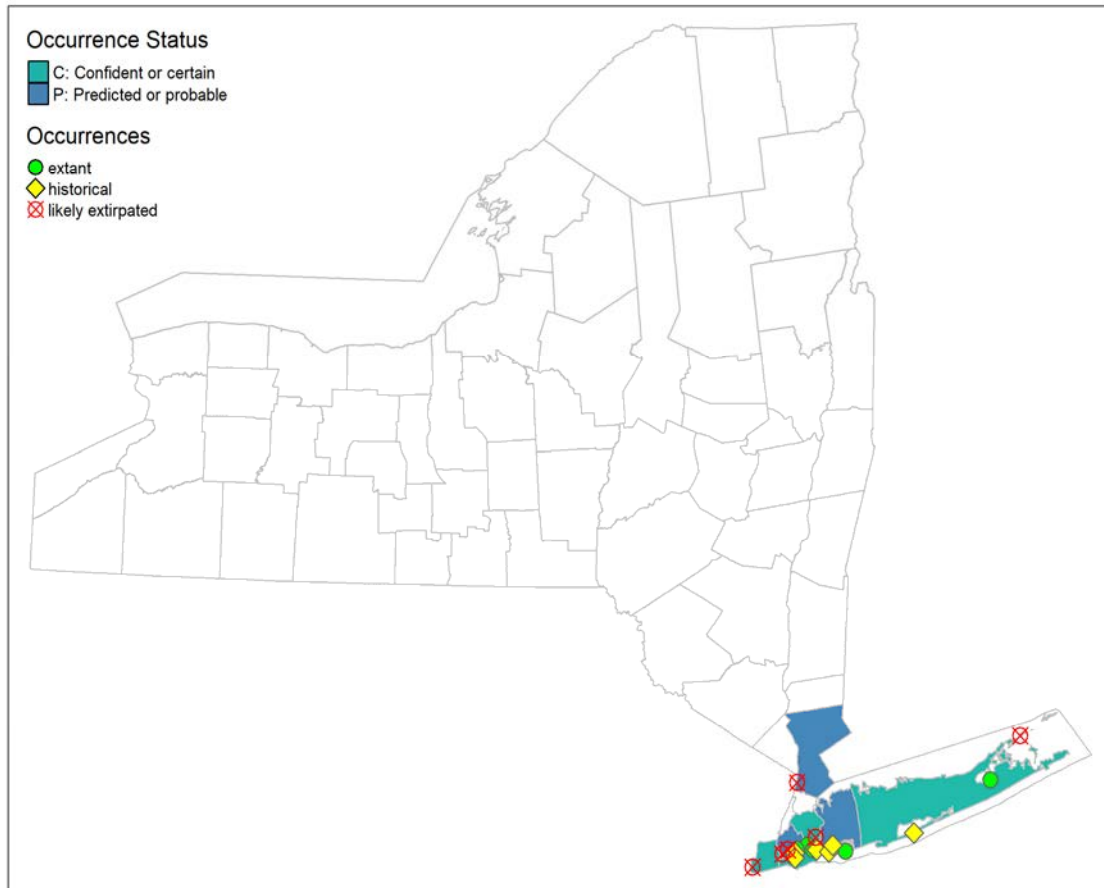 Occurrence Status
C: Confident or certain
P: Predicted or probable
Occurrences
extant
historical
likely extirpated